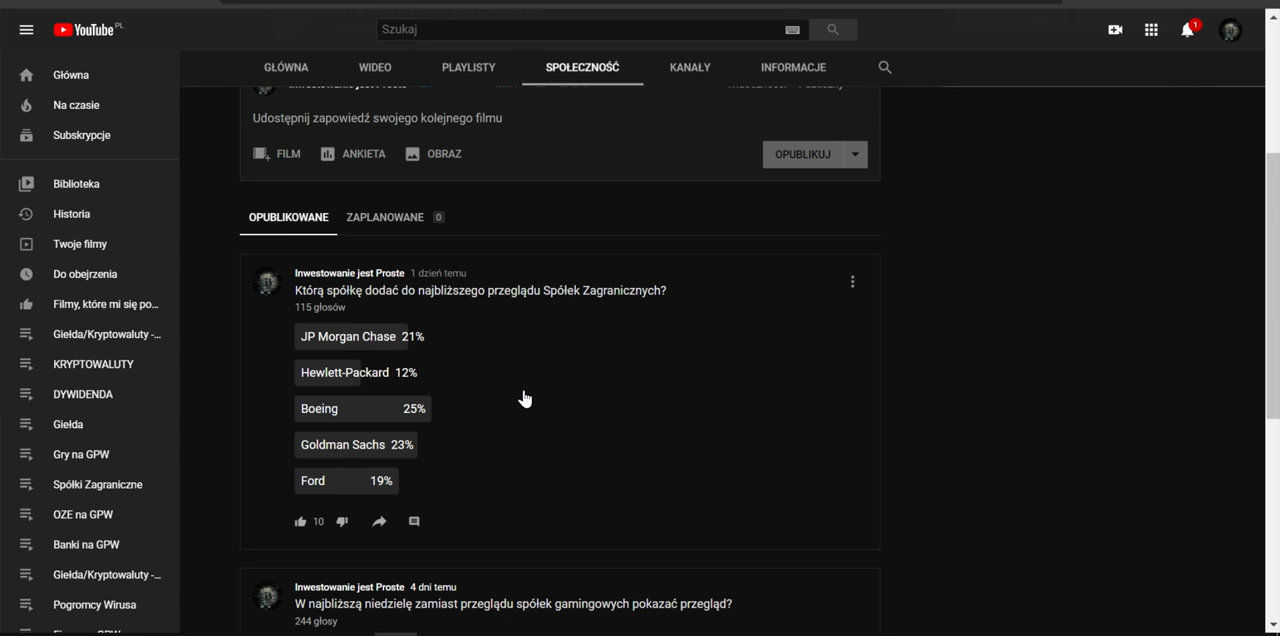 YouTube PL
Szukaj
1
GŁÓWNA WIDEO PLAYLISTY SPOŁECZNOŚĆ KANAŁY INFORMACJE
Główna
Na czasie
Subskrypcje
Biblioteka
Historia
Twoje filmy
Do obejrzenia
Filmy, które mi się po...
Giełda/Kryptowaluty -...
KRYPTOWALUTY
DYWIDENDA
Giełda
Gry na GPW
Spółki Zagraniczne
OZE na GPW
Banki na GPW
Giełda/Kryptowaluty -...
Pogromcy Wirusa
Udostępnij zapowiedź swojego kolejnego filmu
FILM ANKIETA OBRAZ OPUBLIKUJ
OPUBLIKOWANE ZAPLANOWANE 0
Inwestowanie jest Proste 1 dzień temu
Którą spółkę dodać do najbliższego przeglądu Spółek Zagranicznych?
115 głosów
JP Morgan Chase 21%
Hewlett-Packard 12%
Boeing 25%
Goldman Sachs 23%
Ford 19%
10
Inwestowanie jest Proste 4 dni temu
W najbliższą niedzielę zamiast przeglądu spółek gamingowych pokazać przegląd?
244 głosy